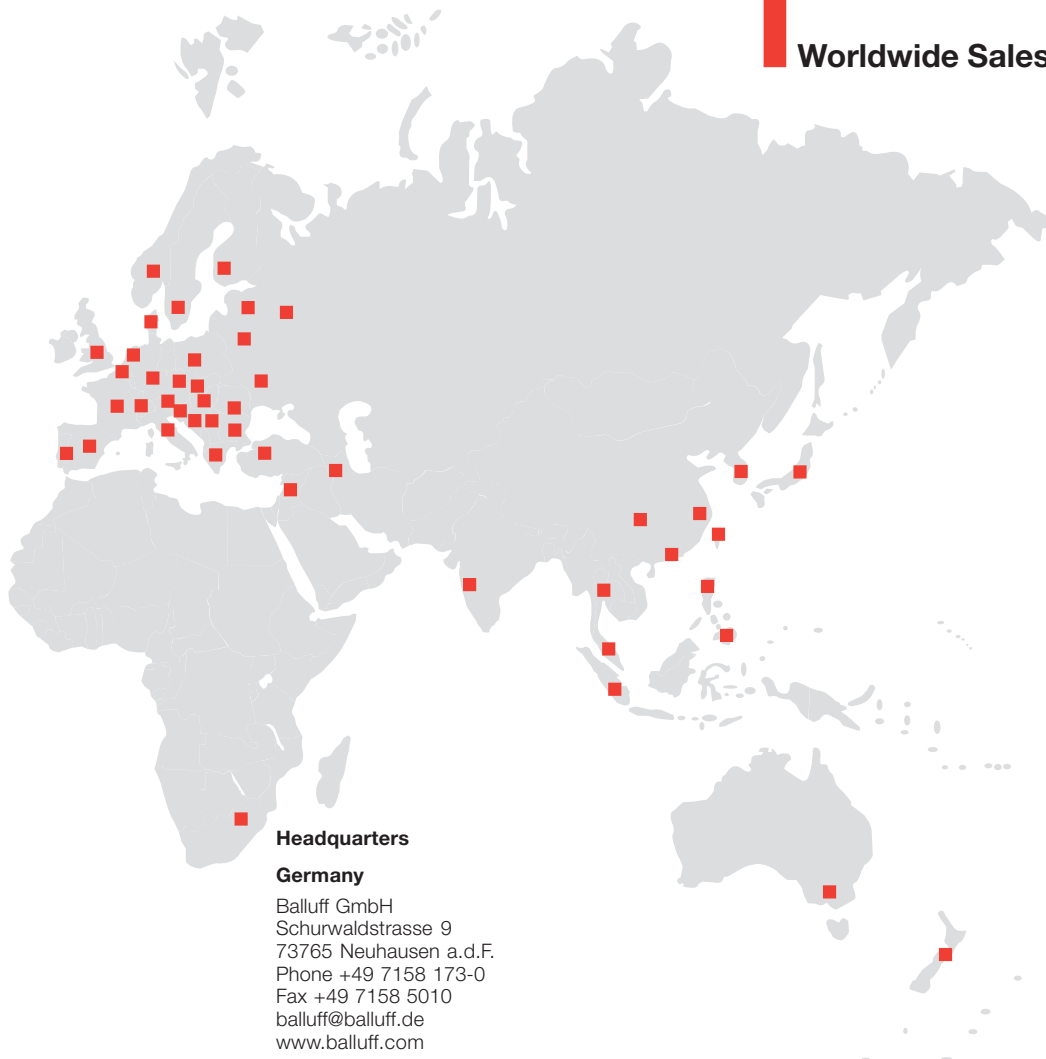 Worldwide Sales
Headquarters
Germany
Balluff GmbH
Schurwaldstrasse 9
73765 Neuhausen a.d.F.
Phone +49 7158 173-0
Fax +49 7158 5010
balluff@balluff.de
www.balluff.com